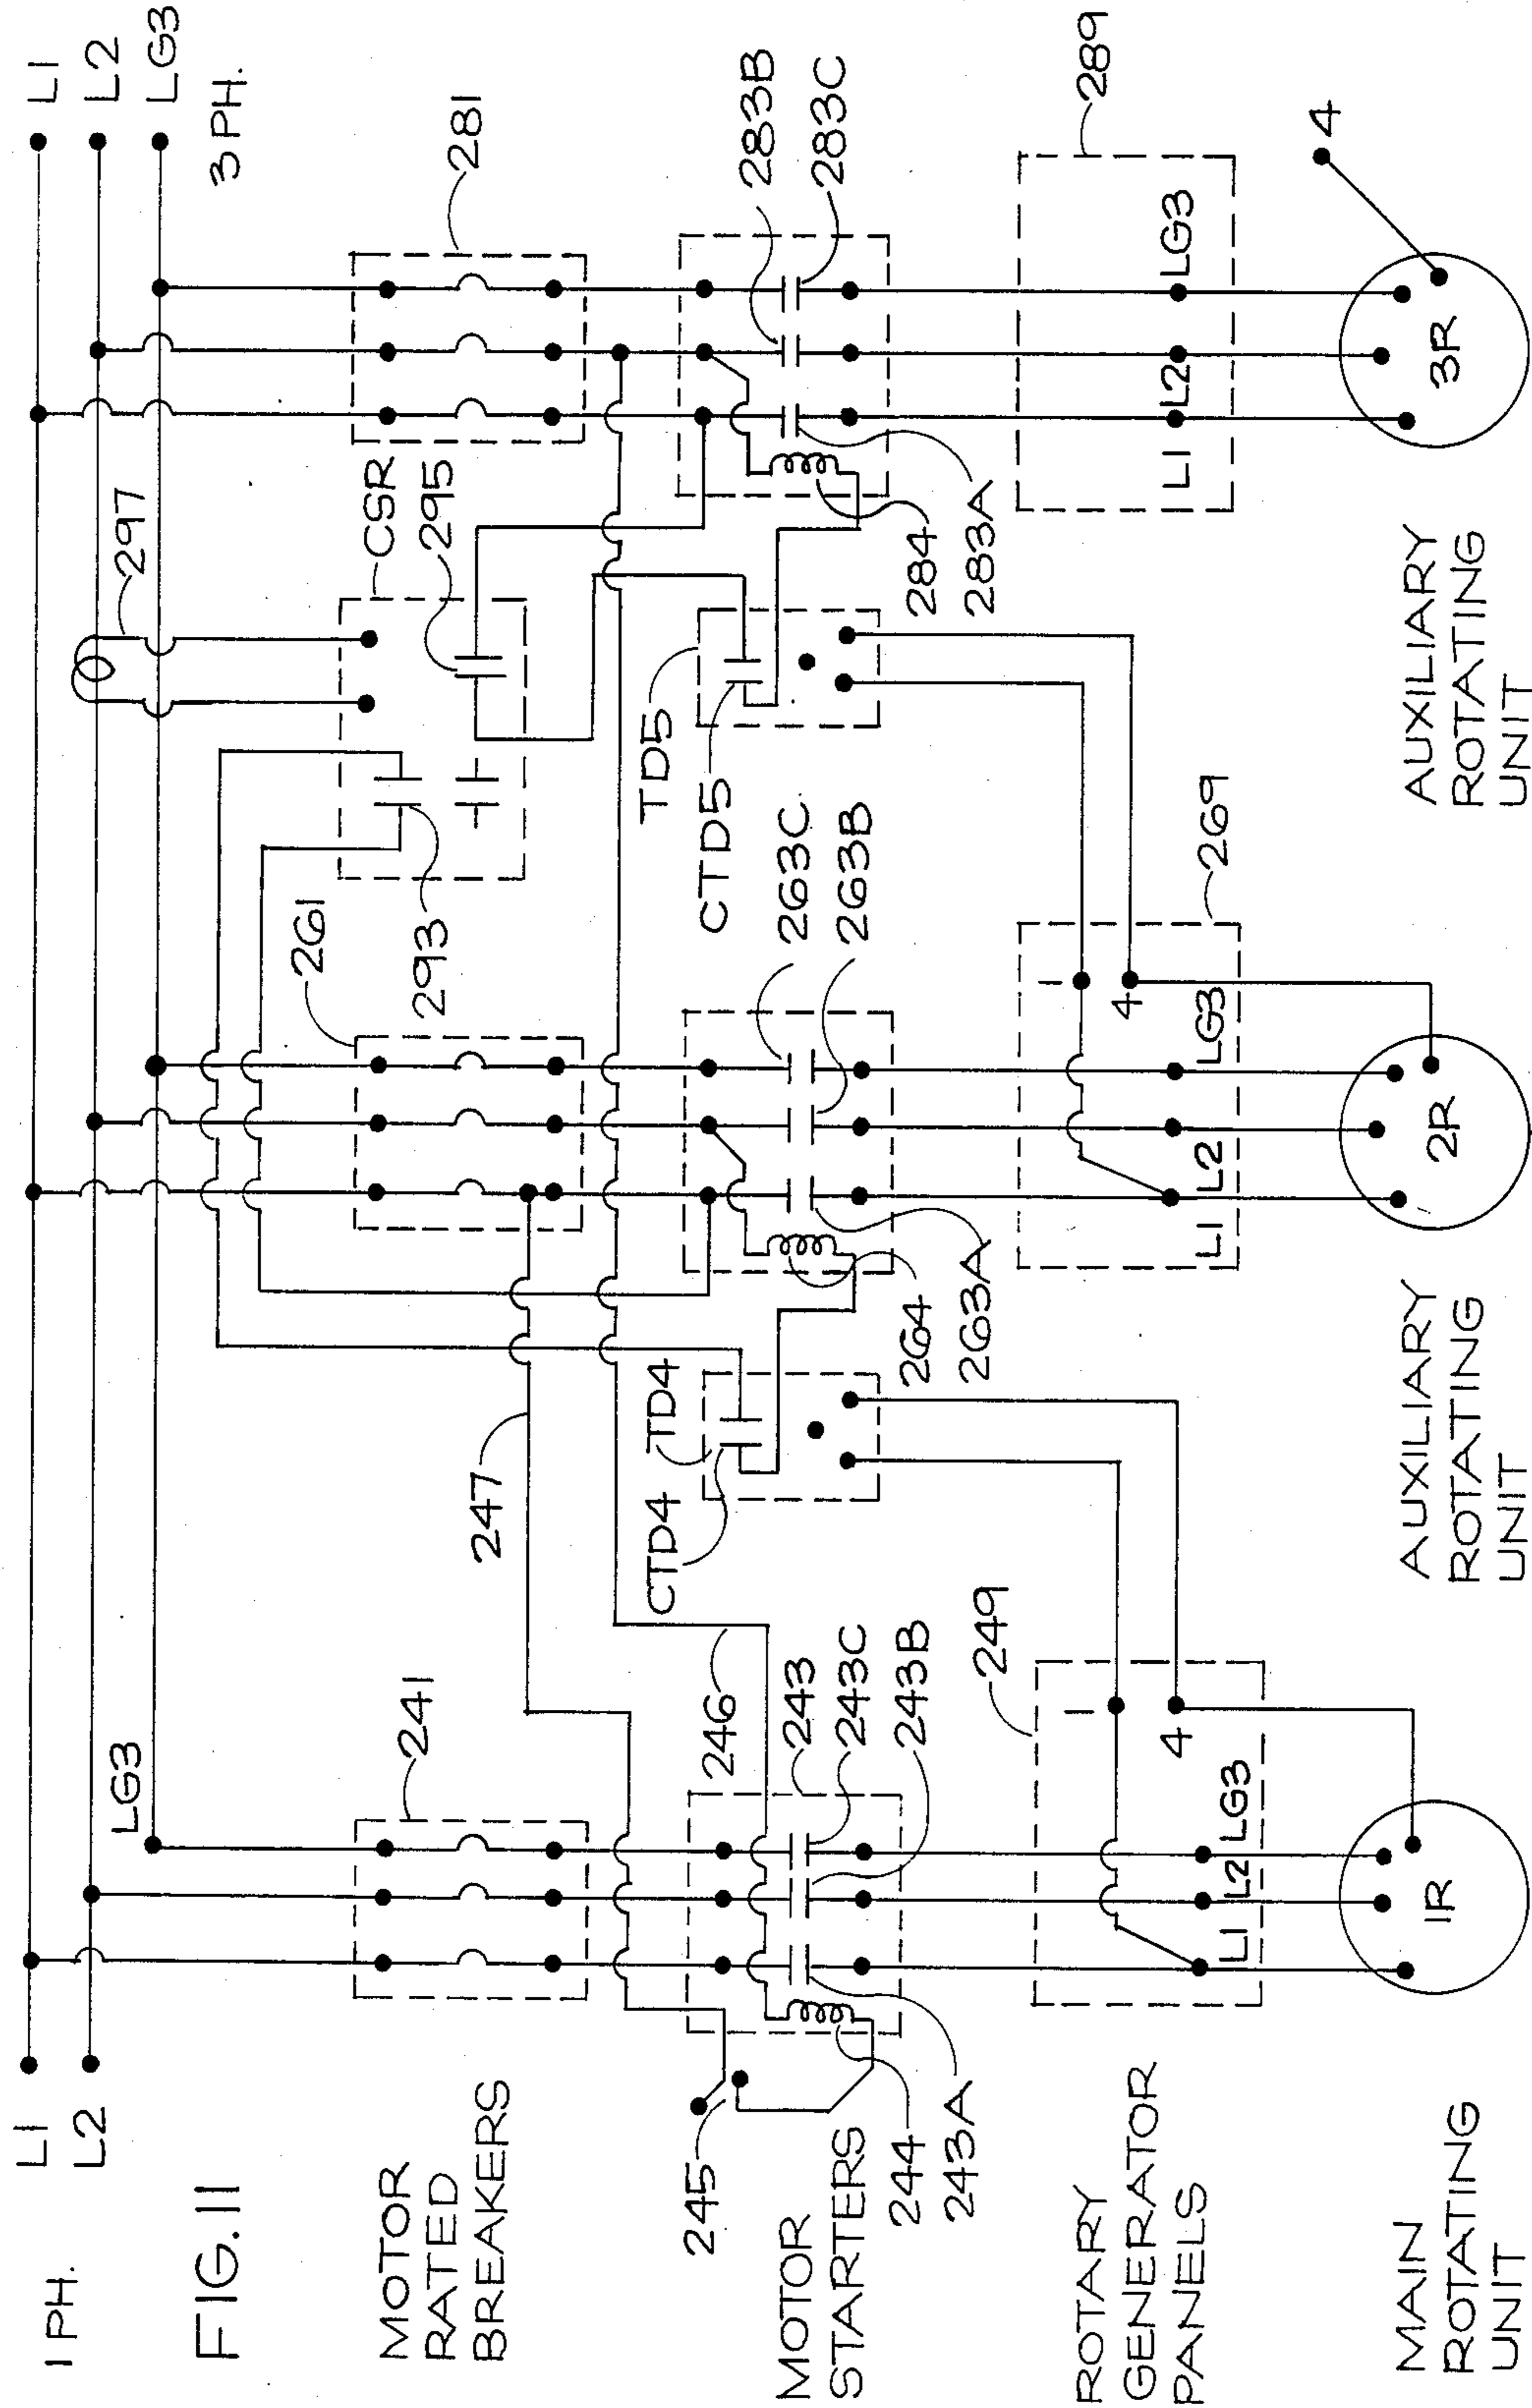 FIG. 11
1 PH.
L1
L2
LG3
L1
L2
LG3
3 PH.
MOTOR
RATED
BREAKERS
241
247
261
293
297
CSR
295
281
MOTOR
STARTERS
245
244
243A
246
243
243C
243B
CTD4
TD4
264
263A
263C
263B
TD5
CTD5
284
283A
283B
283C
ROTARY
GENERATOR
PANELS
249
1
4
L1
L2
LG3
269
1
4
L1
L2
LG3
289
L1
L2
LG3
4
MAIN
ROTATING
UNIT
1R
AUXILIARY
ROTATING
UNIT
2R
AUXILIARY
ROTATING
UNIT
3R